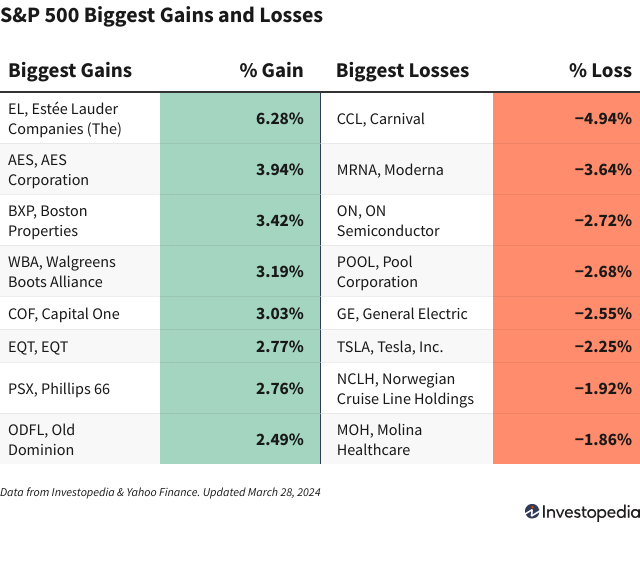 S&P 500 Biggest Gains and Losses
Biggest Gains % Gain Biggest Losses % Loss
EL, Estée Lauder
Companies (The) 6.28% CCL, Carnival −4.94%
AES, AES
Corporation 3.94% MRNA, Moderna −3.64%
BXP, Boston
Properties 3.42% ON, ON
Semiconductor −2.72%
WBA, Walgreens
Boots Alliance 3.19% POOL, Pool
Corporation −2.68%
COF, Capital One 3.03% GE, General Electric −2.55%
EQT, EQT 2.77% TSLA, Tesla, Inc. −2.25%
PSX, Phillips 66 2.76% NCLH, Norwegian
Cruise Line Holdings −1.92%
ODFL, Old
Dominion 2.49% MOH, Molina
Healthcare −1.86%
Data from Investopedia & Yahoo Finance. Updated March 28, 2024
Investopedia